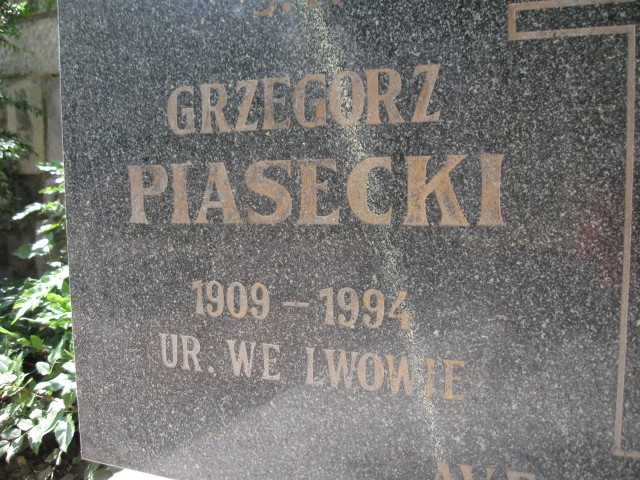 GRZEGORZ
PIASECKI
1909 – 1994
UR. WE LWOWIE